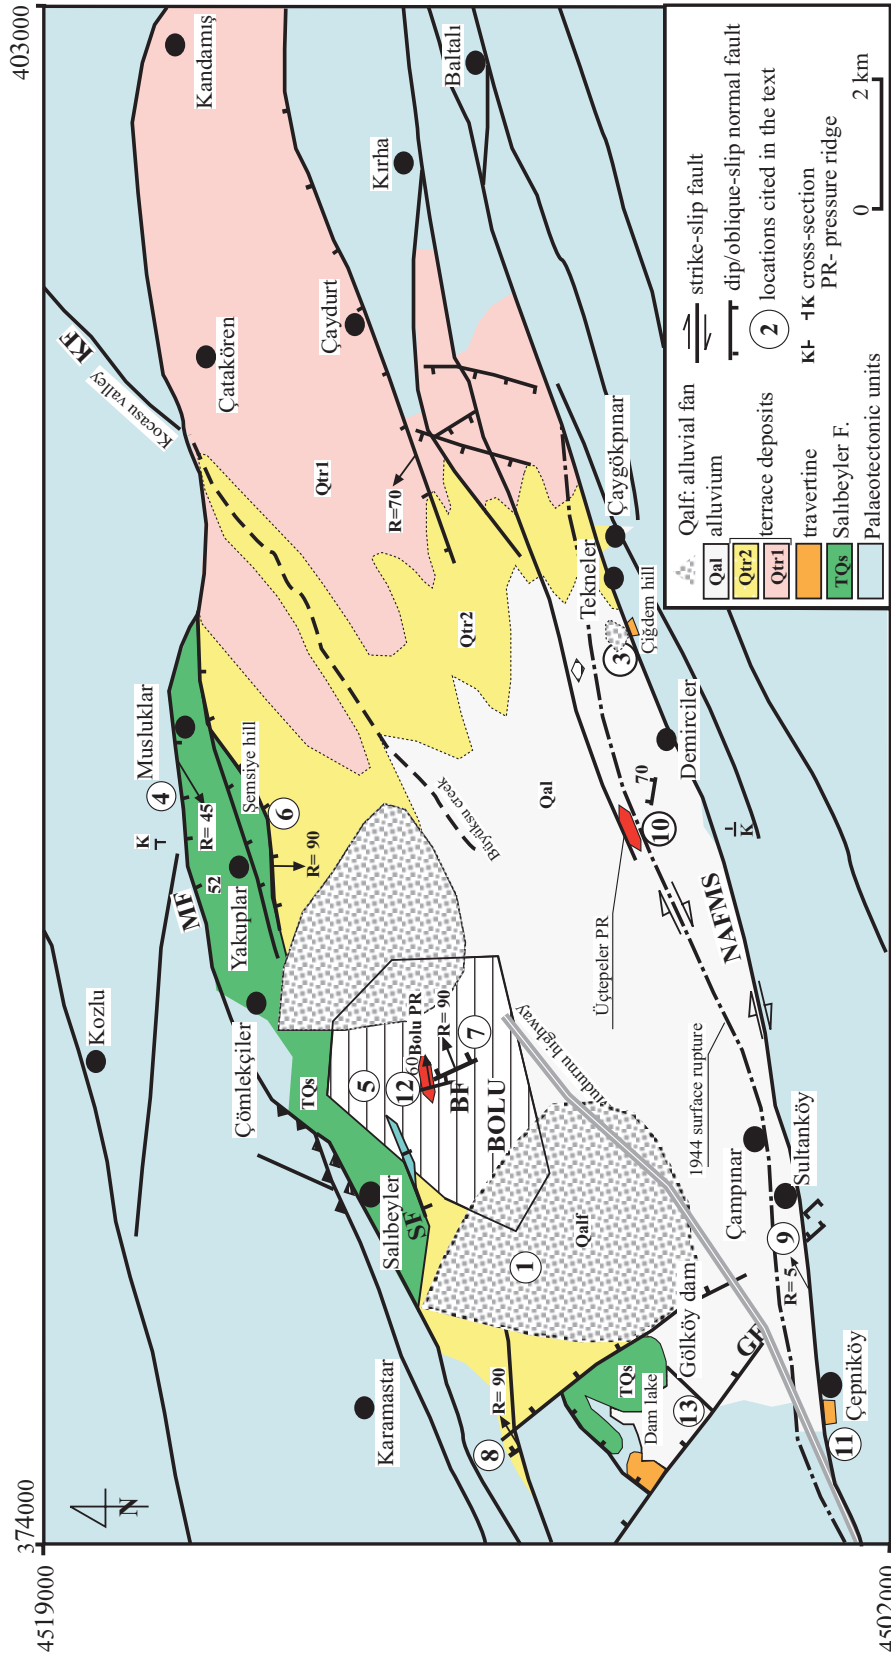 374000
403000
4519000
4502000
N
Kozlu
Karamastar
Çömlekçiler
Salıbeyler
Yakuplar
Musluklar
Şemsiye hill
Kocasu valley
KF
Çatakören
Kandamış
Çaydurt
Kırha
Baltalı
MF
K
4
R= 45
52
6
R= 90
Qtr1
R=70
Qtr2
Büyüksu creek
Qal
TQs
5
12
60
Bolu PR
R= 90
7
BF
BOLU
SF
Mudurnu highway
Qalf
1
8
R= 90
TQs
Dam lake
13
Gölköy dam
GF
Üçtepeler PR
1944 surface rupture
Çampınar
Sultanköy
9
R= 5
Çepniköy
11
NAFMS
10
70
K
Demirciler
3
Çiğdem hill
Tekneler
Çaygökpınar
Qalf: alluvial fan
Qal alluvium
Qtr2
Qtr1 terrace deposits
travertine
TQs Salıbeyler F.
Palaeotectonic units
strike-slip fault
dip/oblique-slip normal fault
2 locations cited in the text
K K cross-section
PR- pressure ridge
0 2 km